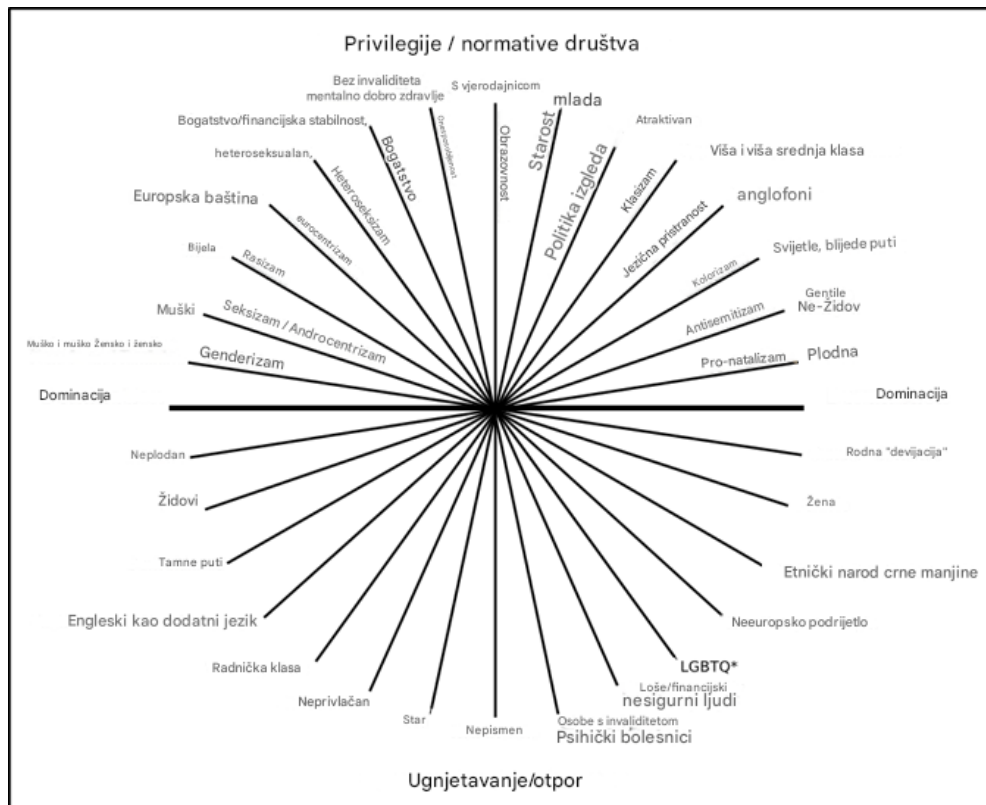 Privilegije / normative društva
Bez invaliditeta
mentalno dobro zdravlje
S vjerodajnicom
mlada
Atraktivan
Bogatstvo/financijska stabilnost,
Viša i viša srednja klasa
heteroseksualan,
anglofoni
Europska baština
Svijetle, blijede puti
Bijela
Gentile
Ne-Židov
Muški
Plodna
Muško i muško Žensko i žensko
Genderizam
Seksizam / Androcentrizam
Rasizam
eurocentrizam
Heteroseksizam
Bogatstvo
Obrazovnost
Starost
Politika izgleda
Klasizam
Jezična pristranost
Kolorizam
Antisemitizam
Pro-natalizam
Dominacija
Dominacija
Neplodan
Rodna "devijacija"
Židovi
Žena
Tamne puti
Etnički narod crne manjine
Engleski kao dodatni jezik
Neeuropsko podrijetlo
Radnička klasa
LGBTQ*
Neprivlačan
Loše/financijski
nesigurni ljudi
Star
Nepismen
Osobe s invaliditetom
Psihički bolesnici
Ugnjetavanje/otpor